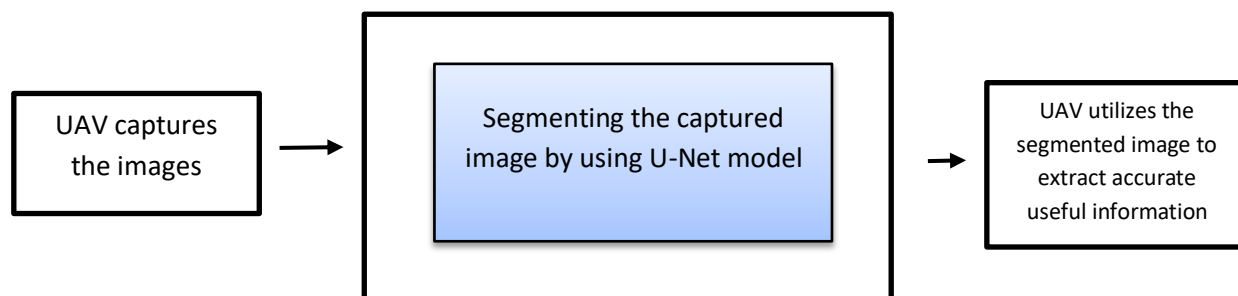 UAV captures
the images
Segmenting the captured
image by using U-Net model
UAV utilizes the
segmented image to
extract accurate
useful information